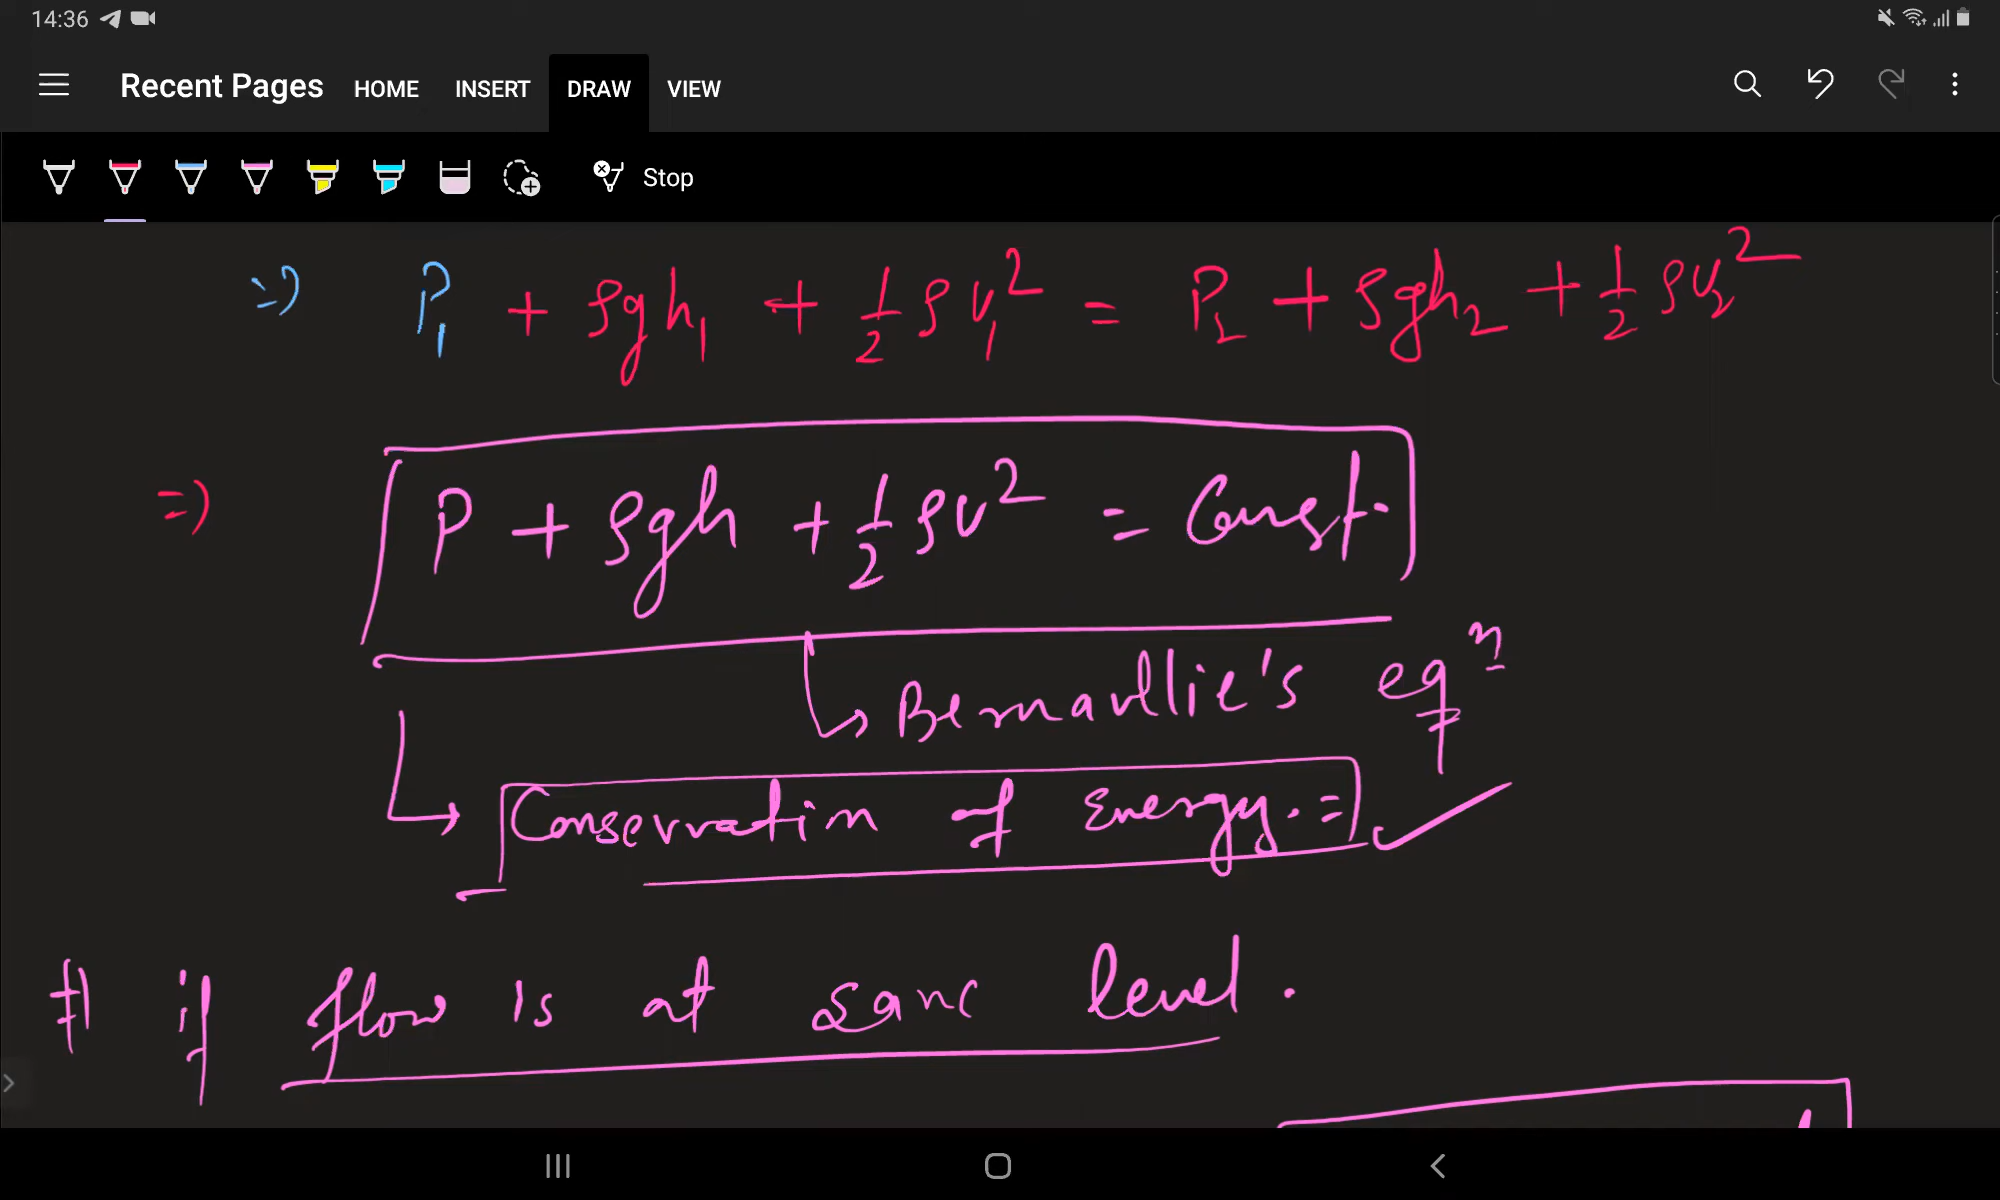 14:36
Recent Pages HOME INSERT DRAW VIEW
Stop
=> P₁ + ρgh₁ + ½ρv₁² = P₂ + ρgh₂ + ½ρv₂²
=> P + ρgh + ½ρv² = Const.
↳ Bernaullie's eqⁿ
↳ Conservation of Energy. =
# if flow is at same level.